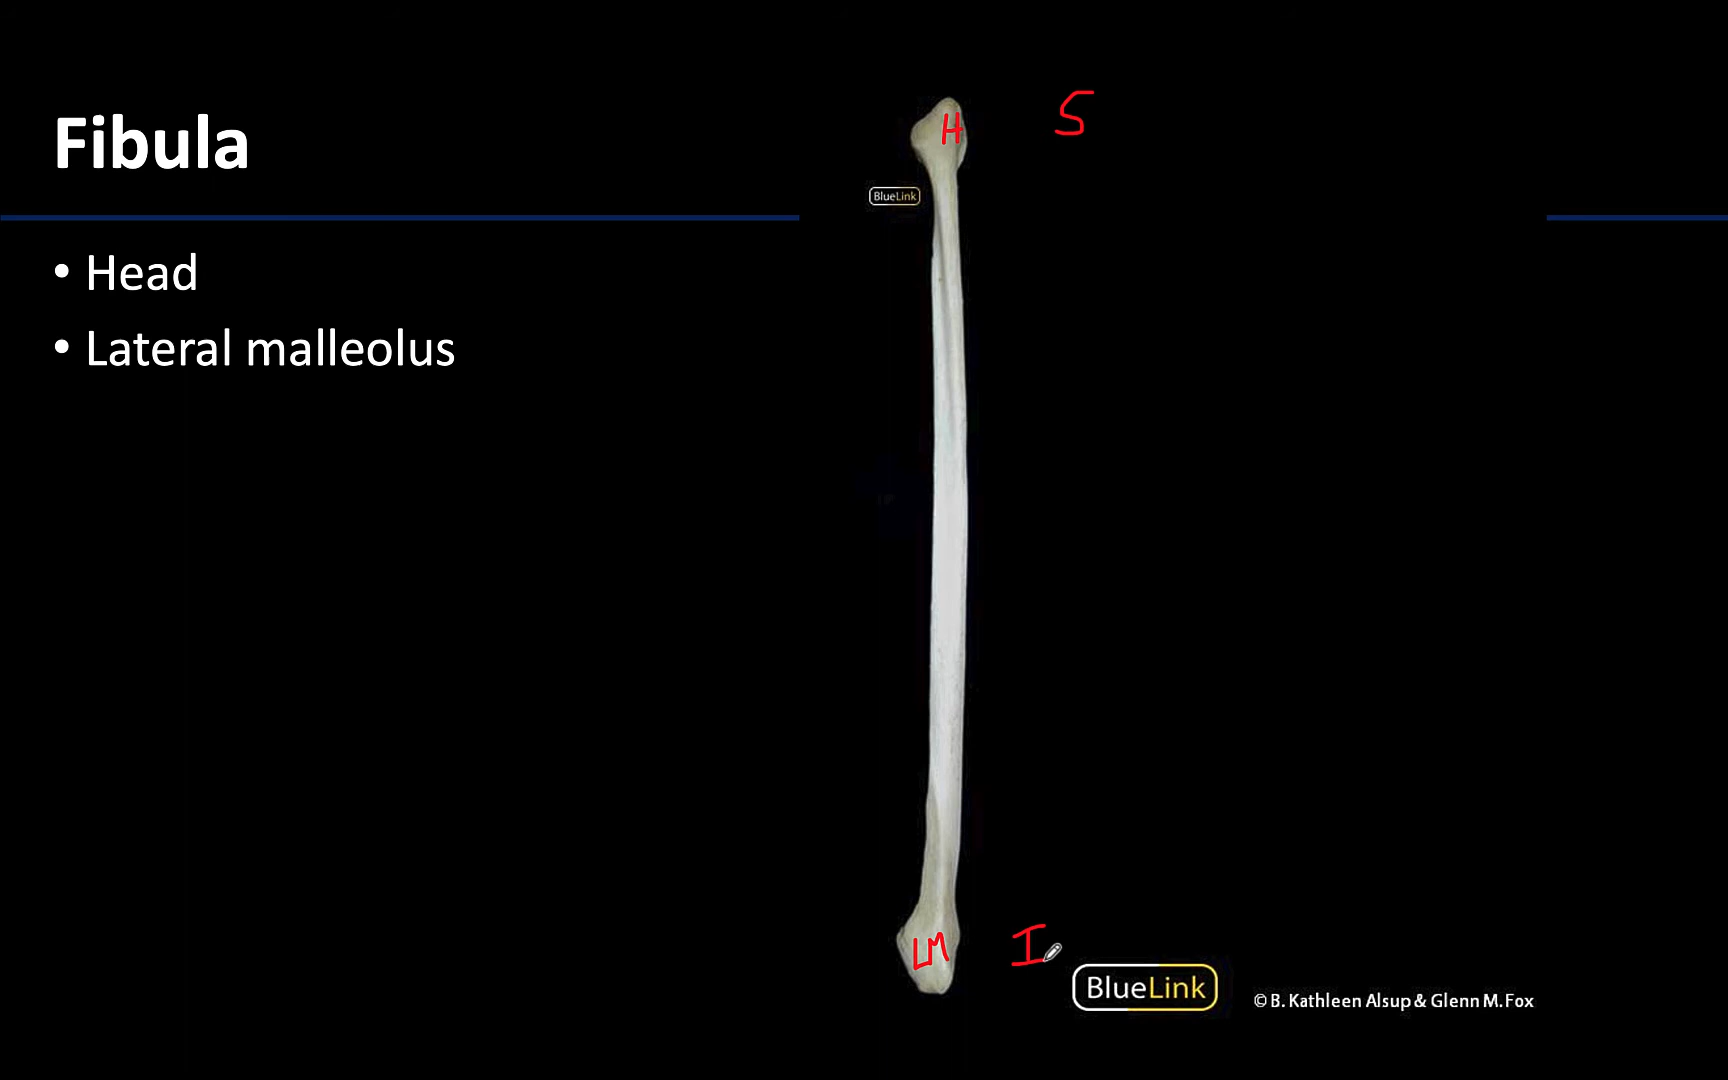 Fibula
• Head
• Lateral malleolus
H
S
BlueLink
LM
I
BlueLink
© B. Kathleen Alsup & Glenn M. Fox